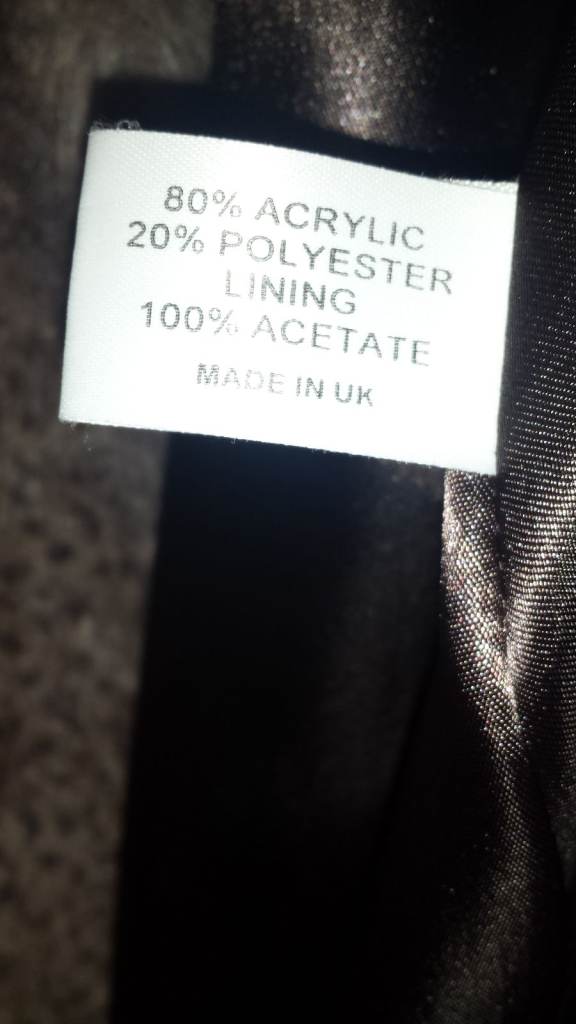 80% ACRYLIC
20% POLYESTER
LINING
100% ACETATE
MADE IN UK